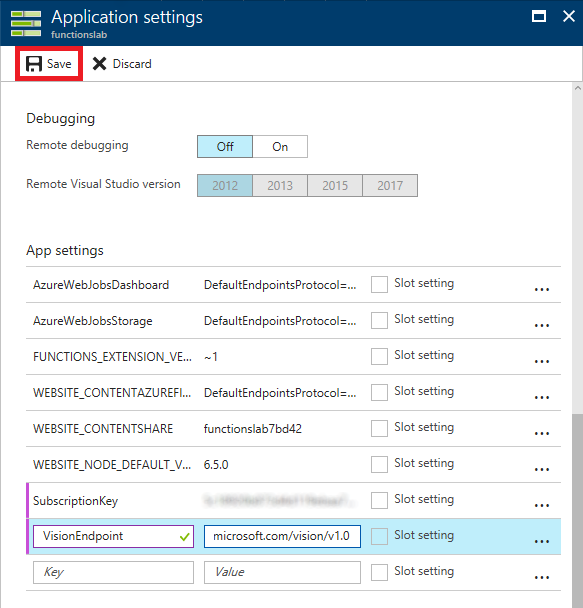 Application settings
functionslab
Save Discard
Debugging
Remote debugging Off On
Remote Visual Studio version 2012 2013 2015 2017
App settings
AzureWebJobsDashboard DefaultEndpointsProtocol=... Slot setting ...
AzureWebJobsStorage DefaultEndpointsProtocol=... Slot setting ...
FUNCTIONS_EXTENSION_VE... ~1 Slot setting ...
WEBSITE_CONTENTAZUREFI... DefaultEndpointsProtocol=... Slot setting ...
WEBSITE_CONTENTSHARE functionslab7bd42 Slot setting ...
WEBSITE_NODE_DEFAULT_V... 6.5.0 Slot setting ...
SubscriptionKey Slot setting ...
VisionEndpoint microsoft.com/vision/v1.0 Slot setting ...
Key Value Slot setting ...